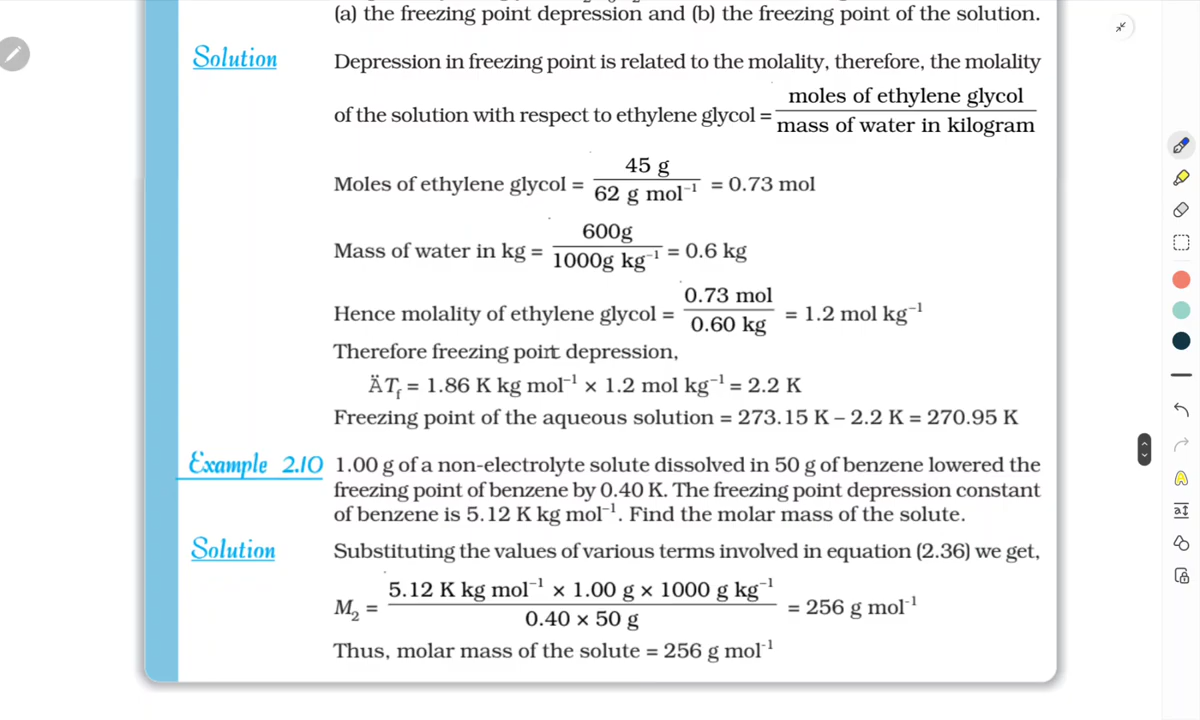 (a) the freezing point depression and (b) the freezing point of the solution.
Solution
Depression in freezing point is related to the molality, therefore, the molality
of the solution with respect to ethylene glycol = moles of ethylene glycol / mass of water in kilogram
Moles of ethylene glycol = 45 g / 62 g mol⁻¹ = 0.73 mol
Mass of water in kg = 600g / 1000g kg⁻¹ = 0.6 kg
Hence molality of ethylene glycol = 0.73 mol / 0.60 kg = 1.2 mol kg⁻¹
Therefore freezing point depression,
ÄT_f = 1.86 K kg mol⁻¹ × 1.2 mol kg⁻¹ = 2.2 K
Freezing point of the aqueous solution = 273.15 K – 2.2 K = 270.95 K
Example 2.10 1.00 g of a non-electrolyte solute dissolved in 50 g of benzene lowered the
freezing point of benzene by 0.40 K. The freezing point depression constant
of benzene is 5.12 K kg mol⁻¹. Find the molar mass of the solute.
Solution
Substituting the values of various terms involved in equation (2.36) we get,
M₂ = 5.12 K kg mol⁻¹ × 1.00 g × 1000 g kg⁻¹ / 0.40 × 50 g = 256 g mol⁻¹
Thus, molar mass of the solute = 256 g mol⁻¹